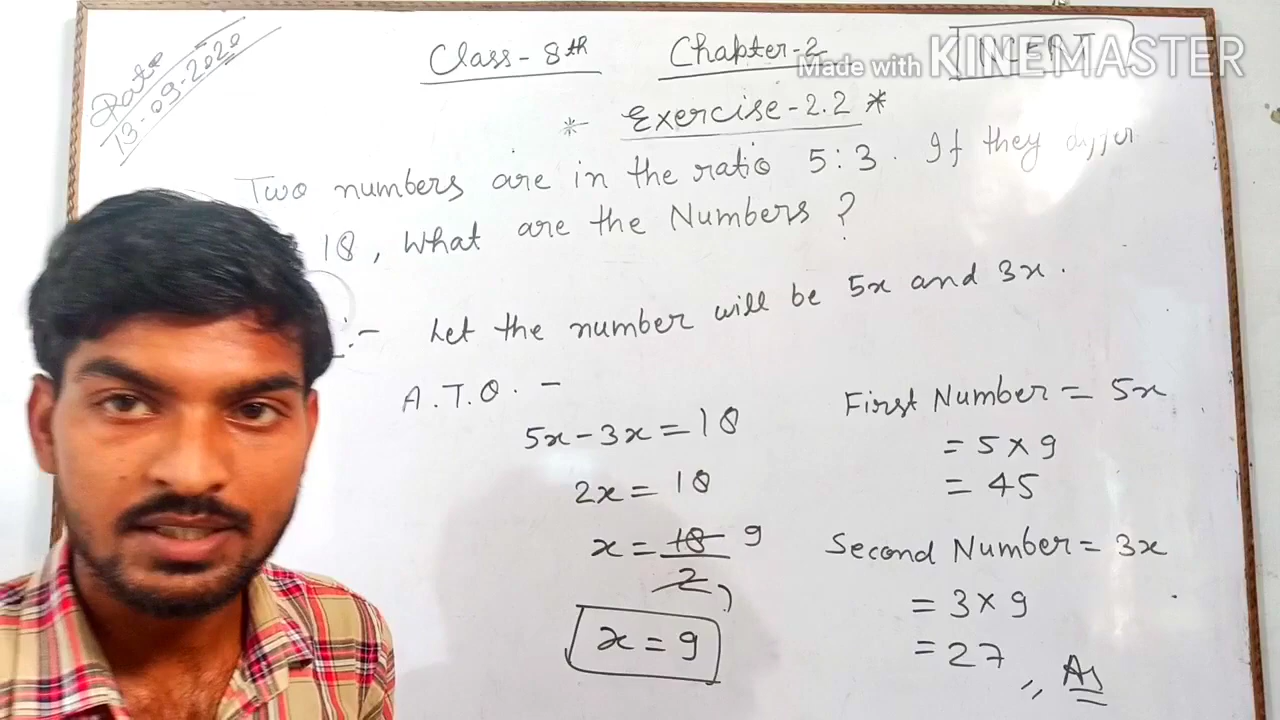 Date
13-09-2020
Class-8th Chapter-2 NCERT
Made with KINEMASTER
* Exercise-2.2 *
Two numbers are in the ratio 5:3. If they differ
18, What are the Numbers ?
:- Let the number will be 5x and 3x.
A.T.Q. -
5x-3x=18
2x=18
x=18/2 9
x=9
First Number = 5x
= 5×9
= 45
Second Number = 3x
= 3×9
= 27 ,, As